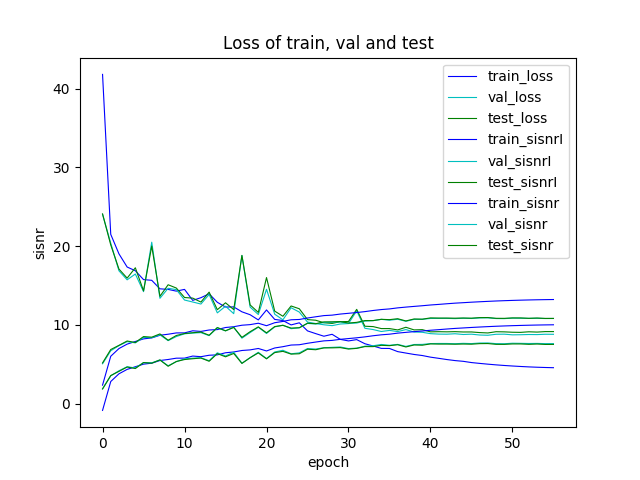 Loss of train, val and test
train_loss
val_loss
test_loss
train_sisnrI
val_sisnrI
test_sisnrI
train_sisnr
val_sisnr
test_sisnr
sisnr
40
30
20
10
0
0 10 20 30 40 50
epoch